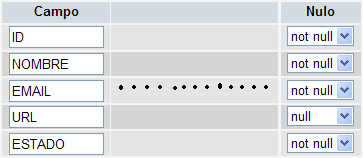 Campo Nulo
ID not null
NOMBRE not null
EMAIL not null
URL null
ESTADO not null